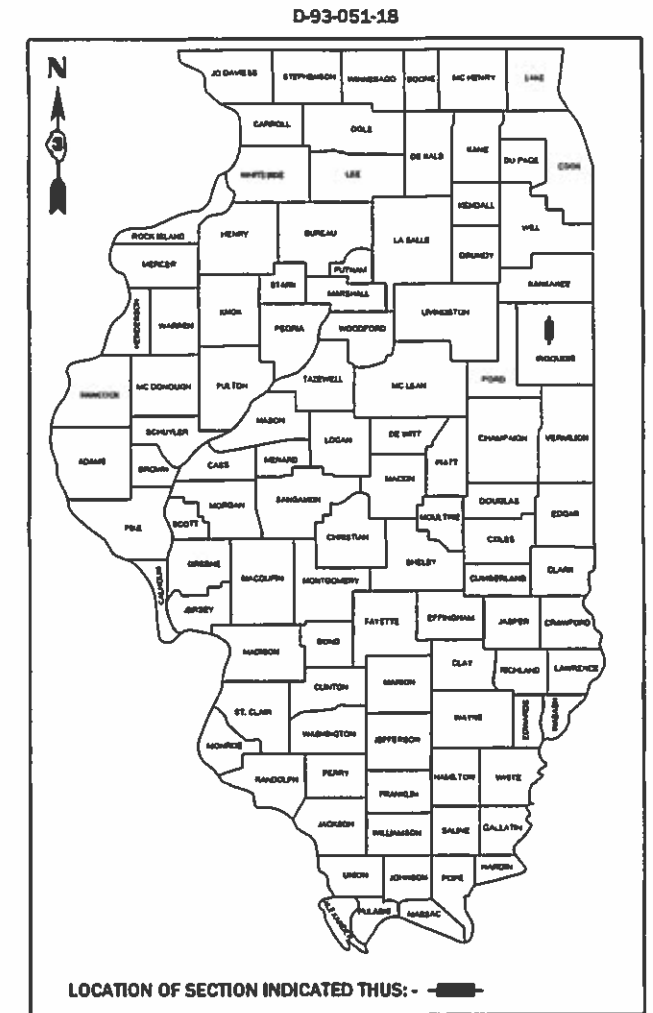 D-93-051-18
N
3
JO DAVIESS STEPHENSON WINNEBAGO BOONE MC HENRY LAKE
CARROLL OGLE DE KALB KANE DU PAGE COOK
WHITESIDE LEE
KENDALL
ROCK ISLAND HENRY BUREAU LA SALLE WILL
MERCER PUTNAM GRUNDY
STARK MARSHALL KANKAKEE
HENDERSON WARREN KNOX PEORIA WOODFORD LIVINGSTON
IROQUOIS
HANCOCK MC DONOUGH FULTON TAZEWELL MC LEAN FORD
MASON
SCHUYLER LOGAN DE WITT CHAMPAIGN VERMILION
ADAMS BROWN CASS MENARD PIATT
MACON
PIKE SCOTT MORGAN SANGAMON MOULTRIE DOUGLAS EDGAR
CHRISTIAN COLES
CALHOUN GREENE MACOUPIN MONTGOMERY SHELBY CUMBERLAND CLARK
JERSEY
FAYETTE EFFINGHAM JASPER CRAWFORD
MADISON BOND
CLAY RICHLAND LAWRENCE
CLINTON MARION
ST. CLAIR WAYNE EDWARDS WABASH
MONROE WASHINGTON JEFFERSON
RANDOLPH PERRY HAMILTON WHITE
FRANKLIN
JACKSON WILLIAMSON SALINE GALLATIN
UNION JOHNSON POPE HARDIN
ALEXANDER PULASKI MASSAC
LOCATION OF SECTION INDICATED THUS: -